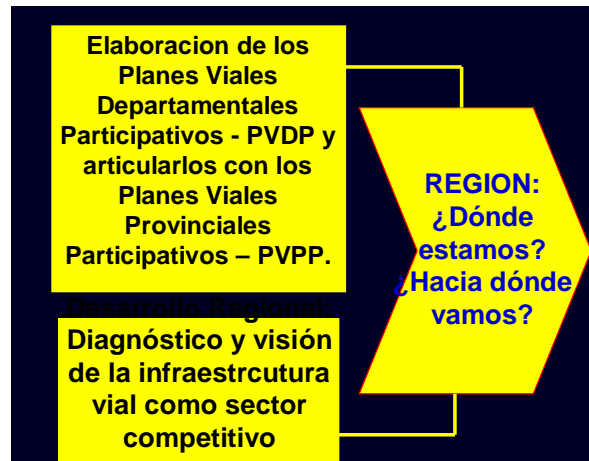 Elaboracion de los
Planes Viales
Departamentales
Participativos - PVDP y
articularlos con los
Planes Viales
Provinciales
Participativos – PVPP.
Desarrollo Regional:
Diagnóstico y visión
de la infraestrcutura
vial como sector
competitivo
REGION:
¿Dónde
estamos?
¿Hacia dónde
vamos?